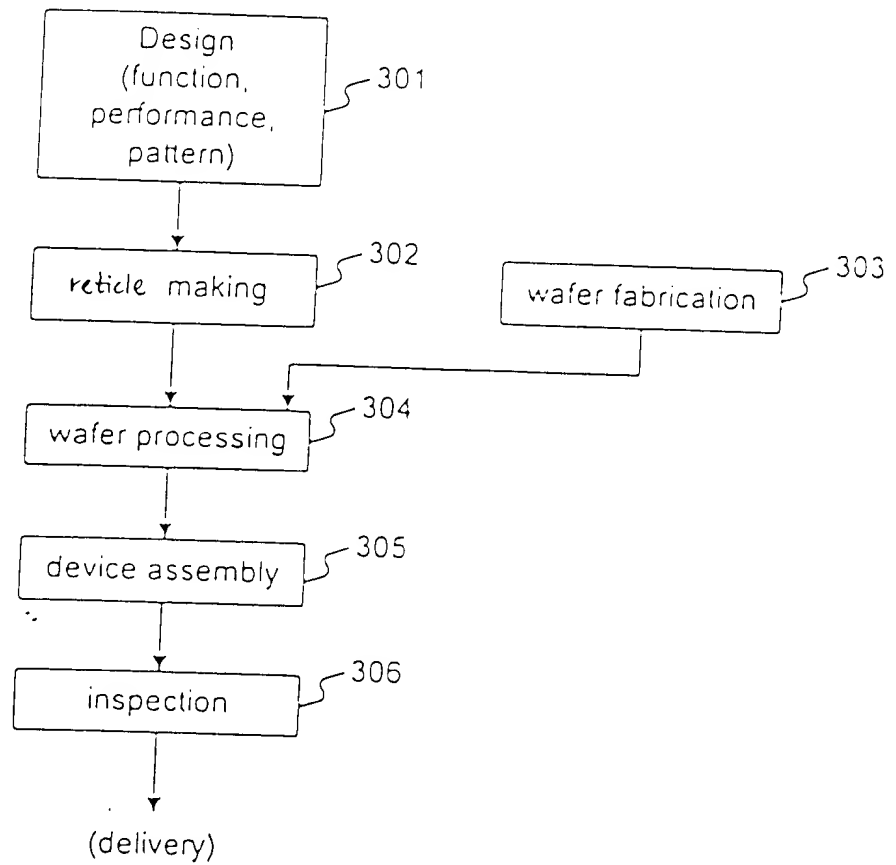 Design
(function,
performance,
pattern)
301
reticle making
302
wafer fabrication
303
wafer processing
304
device assembly
305
inspection
306
(delivery)